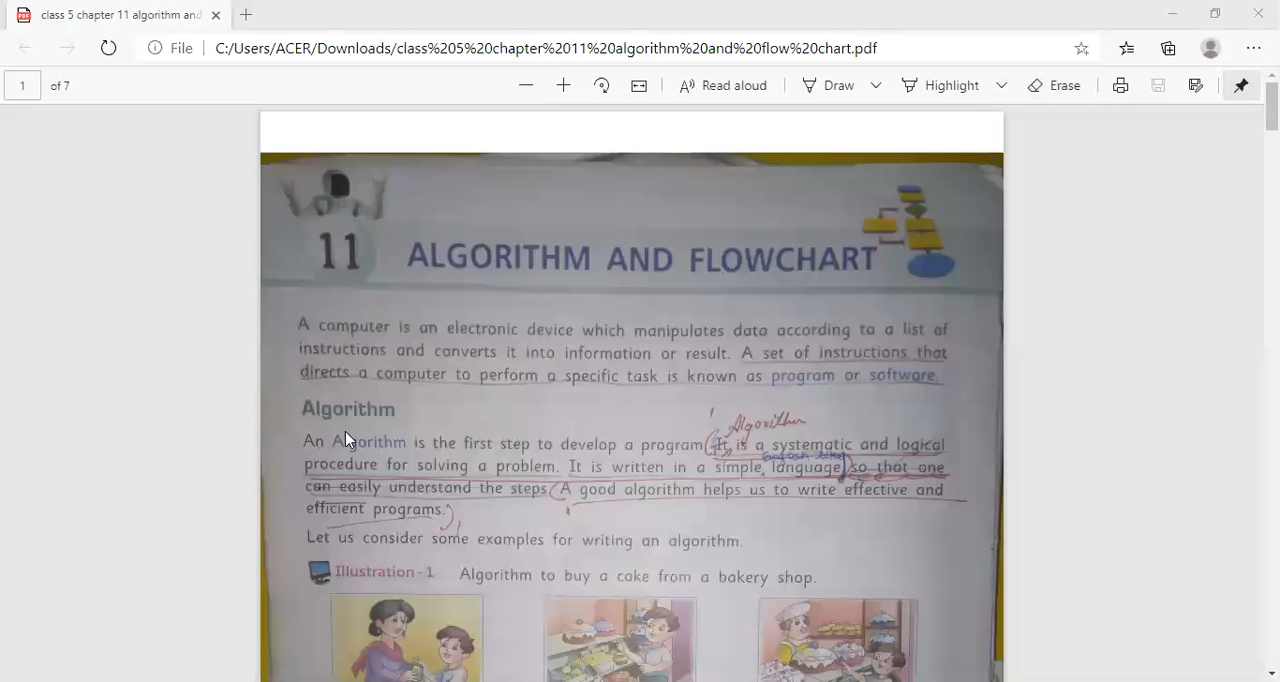 class 5 chapter 11 algorithm and
File C:/Users/ACER/Downloads/class%205%20chapter%2011%20algorithm%20and%20flow%20chart.pdf
1 of 7 Read aloud Draw Highlight Erase
11 ALGORITHM AND FLOWCHART
A computer is an electronic device which manipulates data according to a list of
instructions and converts it into information or result. A set of instructions that
directs a computer to perform a specific task is known as program or software.
Algorithm
Algorithm
An Algorithm is the first step to develop a program. It is a systematic and logical
english like
procedure for solving a problem. It is written in a simple language so that one
can easily understand the steps. A good algorithm helps us to write effective and
efficient programs.
Let us consider some examples for writing an algorithm.
Illustration-1 Algorithm to buy a cake from a bakery shop.